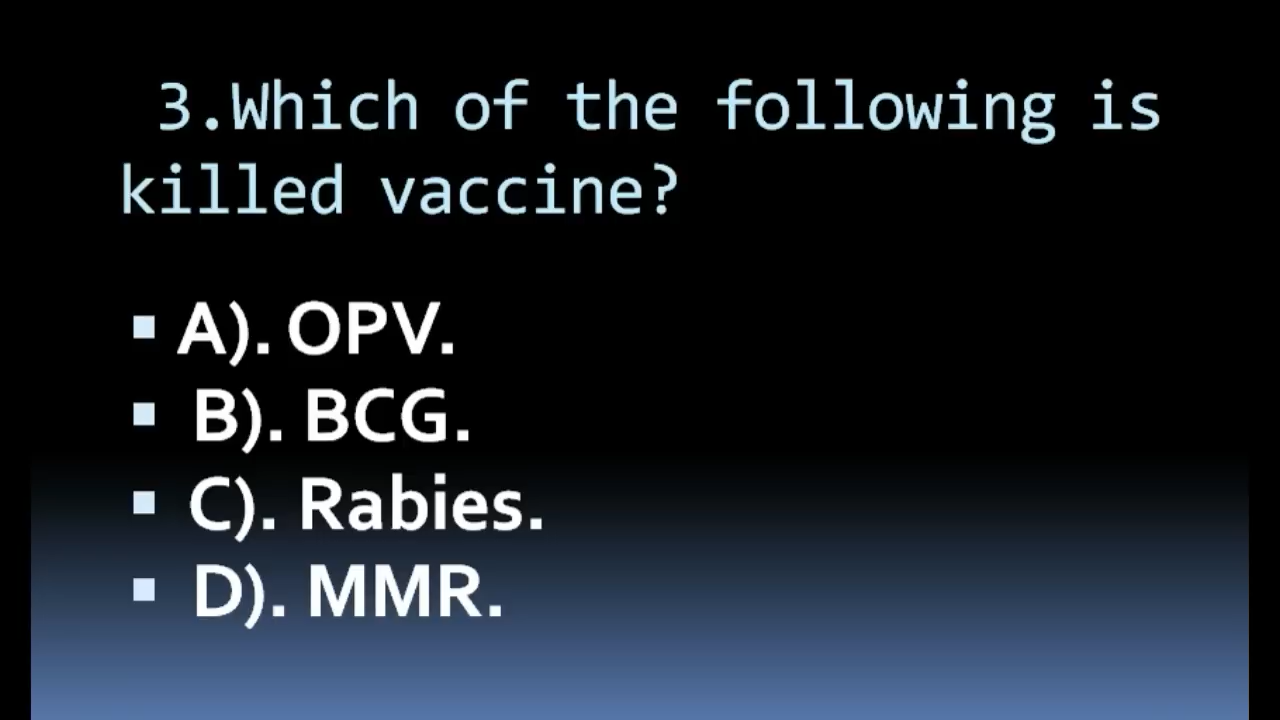 3.Which of the following is
killed vaccine?
▪ A). OPV.
▪ B). BCG.
▪ C). Rabies.
▪ D). MMR.